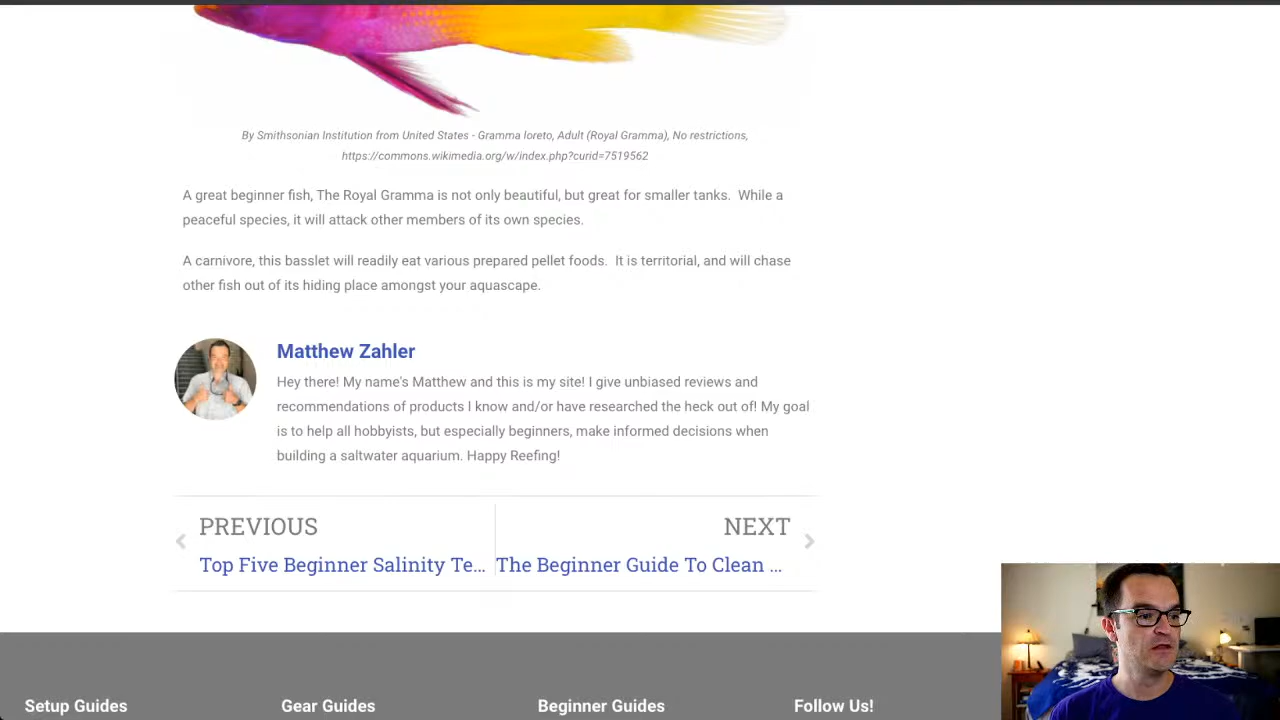 By Smithsonian Institution from United States - Gramma loreto, Adult (Royal Gramma), No restrictions,
https://commons.wikimedia.org/w/index.php?curid=7519562
A great beginner fish, The Royal Gramma is not only beautiful, but great for smaller tanks.  While a
peaceful species, it will attack other members of its own species.
A carnivore, this basslet will readily eat various prepared pellet foods.  It is territorial, and will chase
other fish out of its hiding place amongst your aquascape.
Matthew Zahler
Hey there! My name's Matthew and this is my site! I give unbiased reviews and
recommendations of products I know and/or have researched the heck out of! My goal
is to help all hobbyists, but especially beginners, make informed decisions when
building a saltwater aquarium. Happy Reefing!
PREVIOUS
Top Five Beginner Salinity Te...
NEXT
The Beginner Guide To Clean ...
Setup Guides
Gear Guides
Beginner Guides
Follow Us!